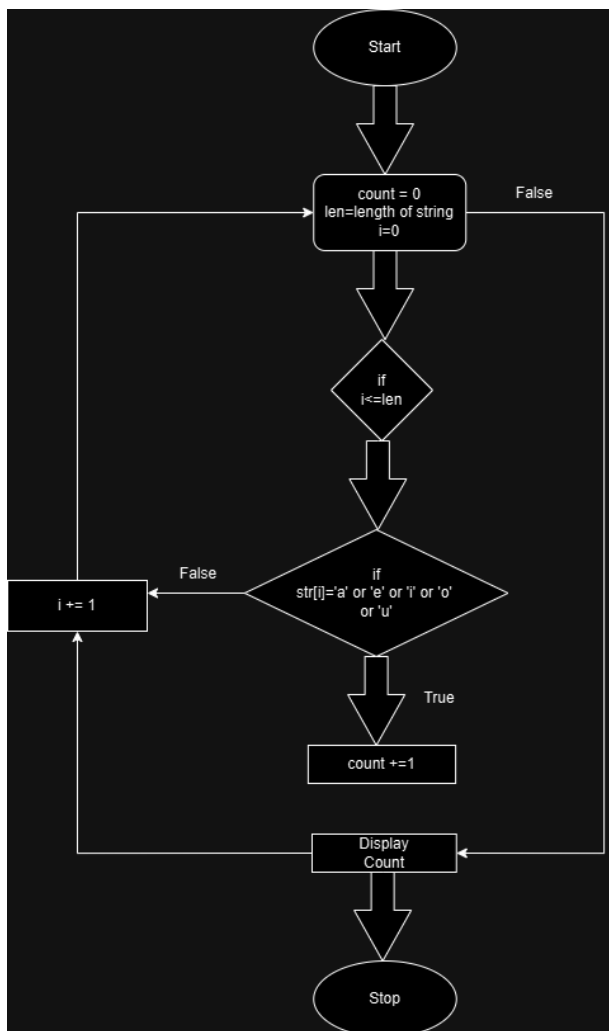 Start
count = 0
len=length of string
i=0
False
if
i<=len
if
str[i]='a' or 'e' or 'i' or 'o'
or 'u'
False
i += 1
True
count +=1
Display
Count
Stop